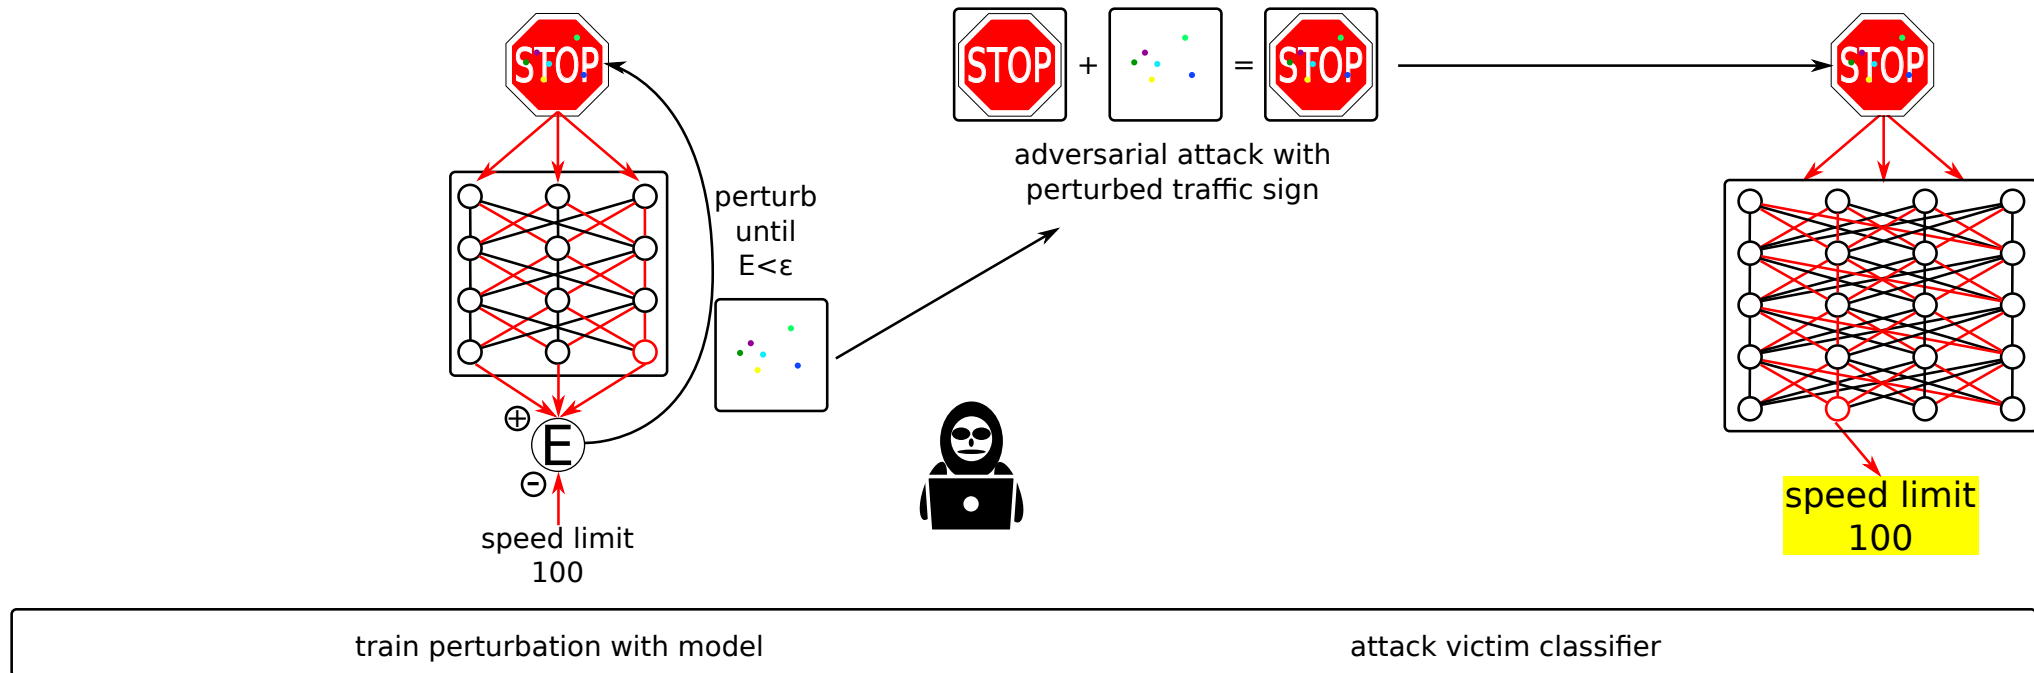 STOP
perturb
until
E<ε
⊕
E
⊖
speed limit
100
STOP + = STOP
adversarial attack with
perturbed traffic sign
STOP
speed limit
100
train perturbation with model
attack victim classifier